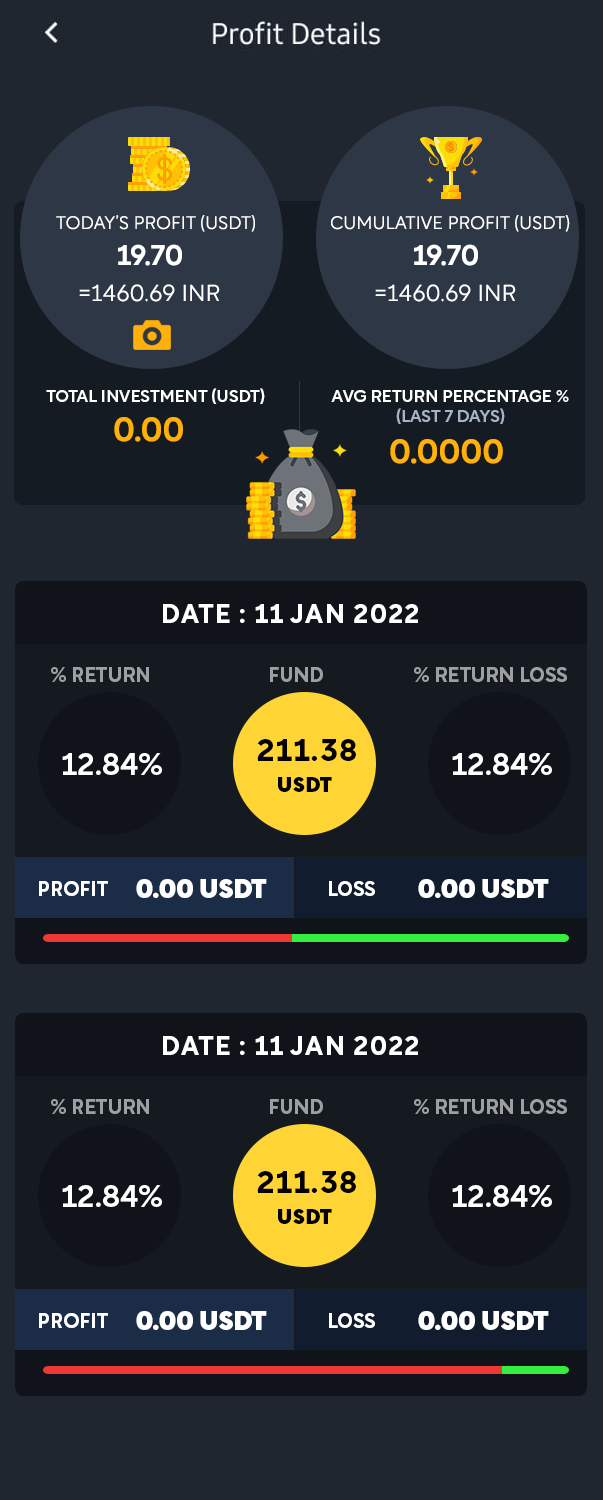 Profit Details
TODAY'S PROFIT (USDT)
19.70
=1460.69 INR
CUMULATIVE PROFIT (USDT)
19.70
=1460.69 INR
TOTAL INVESTMENT (USDT)
0.00
AVG RETURN PERCENTAGE %
(LAST 7 DAYS)
0.0000
DATE : 11 JAN 2022
% RETURN FUND % RETURN LOSS
12.84% 211.38 12.84%
USDT
PROFIT 0.00 USDT LOSS 0.00 USDT
DATE : 11 JAN 2022
% RETURN FUND % RETURN LOSS
12.84% 211.38 12.84%
USDT
PROFIT 0.00 USDT LOSS 0.00 USDT